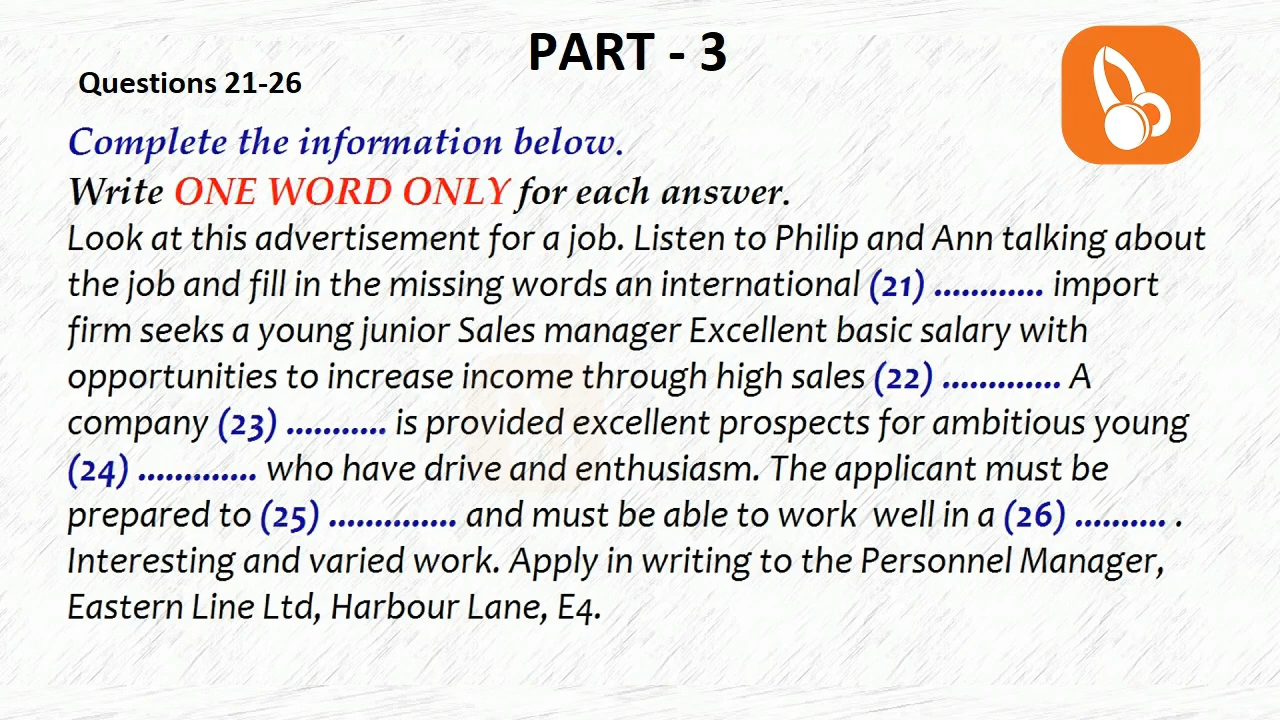 PART - 3
Questions 21-26
Complete the information below.
Write ONE WORD ONLY for each answer.
Look at this advertisement for a job. Listen to Philip and Ann talking about
the job and fill in the missing words an international (21) ............ import
firm seeks a young junior Sales manager Excellent basic salary with
opportunities to increase income through high sales (22) ............. A
company (23) ........... is provided excellent prospects for ambitious young
(24) ............. who have drive and enthusiasm. The applicant must be
prepared to (25) .............. and must be able to work well in a (26) .......... .
Interesting and varied work. Apply in writing to the Personnel Manager,
Eastern Line Ltd, Harbour Lane, E4.